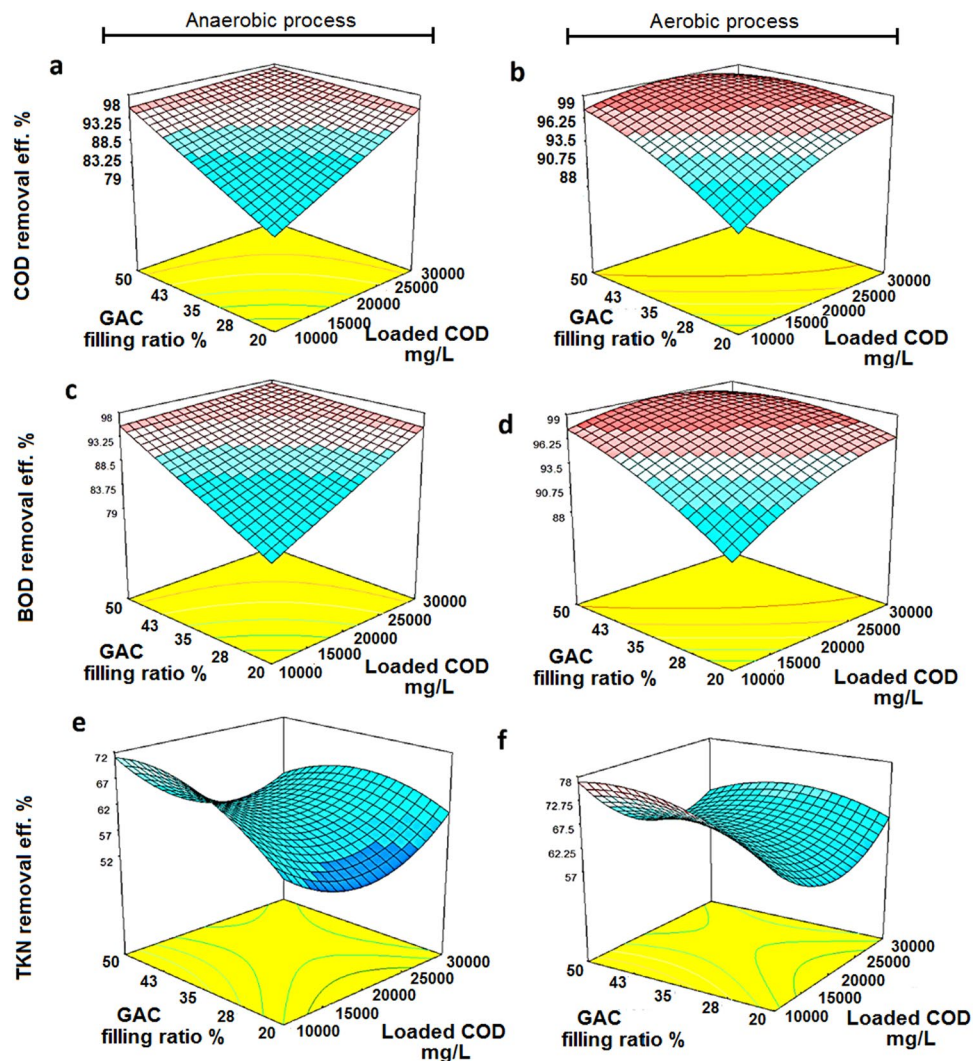 Anaerobic process
Aerobic process
a
98
93.25
88.5
83.25
79
COD removal eff. %
50
43
35
28
20
GAC
filling ratio %
10000
15000
20000
25000
30000
Loaded COD
mg/L
b
99
96.25
93.5
90.75
88
50
43
35
28
20
GAC
filling ratio %
10000
15000
20000
25000
30000
Loaded COD
mg/L
c
98
93.25
88.5
83.75
79
BOD removal eff. %
50
43
35
28
20
GAC
filling ratio %
10000
15000
20000
25000
30000
Loaded COD
mg/L
d
99
96.25
93.5
90.75
88
50
43
35
28
20
GAC
filling ratio %
10000
15000
20000
25000
30000
Loaded COD
mg/L
e
72
67
62
57
52
TKN removal eff. %
50
43
35
28
20
GAC
filling ratio %
10000
15000
20000
25000
30000
Loaded COD
mg/L
f
78
72.75
67.5
62.25
57
50
43
35
28
20
GAC
filling ratio %
10000
15000
20000
25000
30000
Loaded COD
mg/L